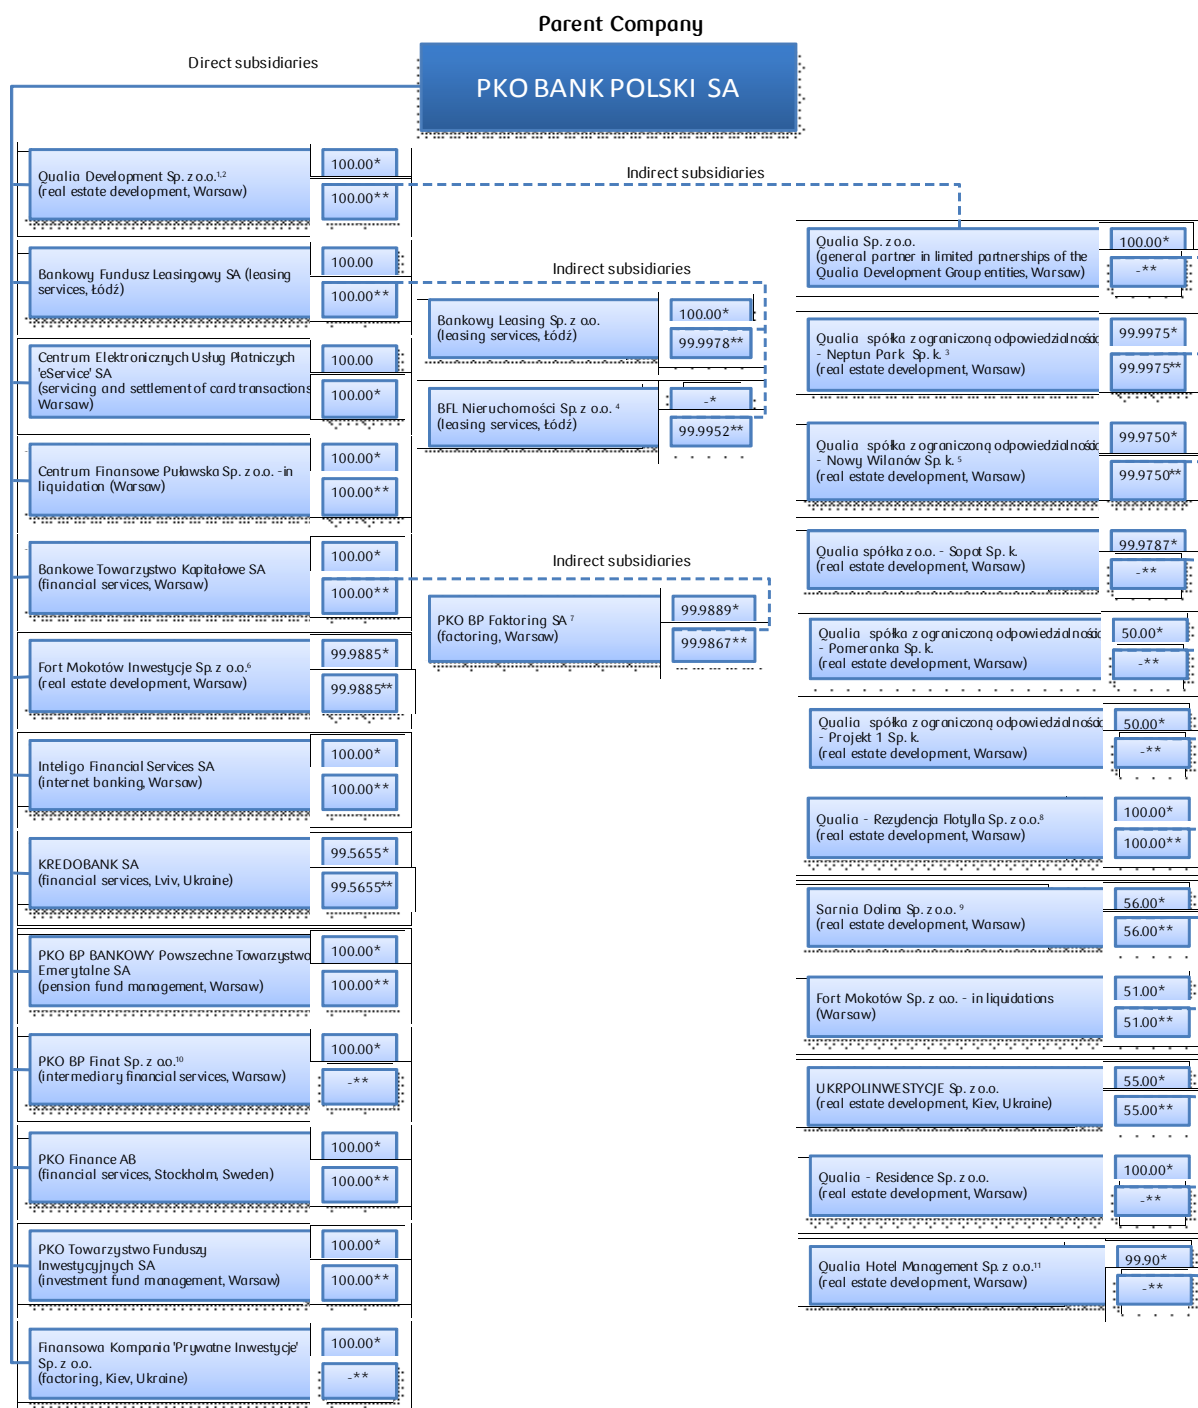 Parent Company
Direct subsidiaries
PKO BANK POLSKI SA
Qualia Development Sp. z o.o.¹,²
(real estate development, Warsaw)
100.00*
100.00**
Bankowy Fundusz Leasingowy SA (leasing
services, Łódź)
100.00
100.00**
Centrum Elektronicznych Usług Płatniczych
'eService' SA
(servicing and settlement of card transactions
Warsaw)
100.00
100.00*
Centrum Finansowe Puławska Sp. z o.o. -in
liquidation (Warsaw)
100.00*
100.00**
Bankowe Towarzystwo Kapitałowe SA
(financial services, Warsaw)
100.00*
100.00**
Fort Mokotów Inwestycje Sp. z o.o.⁶
(real estate development, Warsaw)
99.9885*
99.9885**
Inteligo Financial Services SA
(internet banking, Warsaw)
100.00*
100.00**
KREDOBANK SA
(financial services, Lviv, Ukraine)
99.5655*
99.5655**
PKO BP BANKOWY Powszechne Towarzystwo
Emerytalne SA
(pension fund management, Warsaw)
100.00*
100.00**
PKO BP Finat Sp. z o.o.¹⁰
(intermediary financial services, Warsaw)
100.00*
-**
PKO Finance AB
(financial services, Stockholm, Sweden)
100.00*
100.00**
PKO Towarzystwo Funduszy
Inwestycyjnych SA
(investment fund management, Warsaw)
100.00*
100.00**
Finansowa Kompania 'Prywatne Inwestycje'
Sp. z o.o.
(factoring, Kiev, Ukraine)
100.00*
-**
Indirect subsidiaries
Bankowy Leasing Sp. z o.o.
(leasing services, Łódź)
100.00*
99.9978**
BFL Nieruchomości Sp. z o.o. ⁴
(leasing services, Łódź)
-*
99.9952**
Indirect subsidiaries
PKO BP Faktoring SA ⁷
(factoring, Warsaw)
99.9889*
99.9867**
Indirect subsidiaries
Qualia Sp. z o.o.
(general partner in limited partnerships of the
Qualia Development Group entities, Warsaw)
100.00*
-**
Qualia spółka z ograniczoną odpowiedzialnością
- Neptun Park Sp. k. ³
(real estate development, Warsaw)
99.9975*
99.9975**
Qualia spółka z ograniczoną odpowiedzialnością
- Nowy Wilanów Sp. k. ⁵
(real estate development, Warsaw)
99.9750*
99.9750**
Qualia spółka z o.o. - Sopot Sp. k.
(real estate development, Warsaw)
99.9787*
-**
Qualia spółka z ograniczoną odpowiedzialnością
- Pomeranka Sp. k.
(real estate development, Warsaw)
50.00*
-**
Qualia spółka z ograniczoną odpowiedzialnością
- Projekt 1 Sp. k.
(real estate development, Warsaw)
50.00*
-**
Qualia - Rezydencja Flotylla Sp. z o.o.⁸
(real estate development, Warsaw)
100.00*
100.00**
Sarnia Dolina Sp. z o.o. ⁹
(real estate development, Warsaw)
56.00*
56.00**
Fort Mokotów Sp. z o.o. - in liquidations
(Warsaw)
51.00*
51.00**
UKRPOLINWESTYCJE Sp. z o.o.
(real estate development, Kiev, Ukraine)
55.00*
55.00**
Qualia - Residence Sp. z o.o.
(real estate development, Warsaw)
100.00*
-**
Qualia Hotel Management Sp. z o.o.¹¹
(real estate development, Warsaw)
99.90*
-**